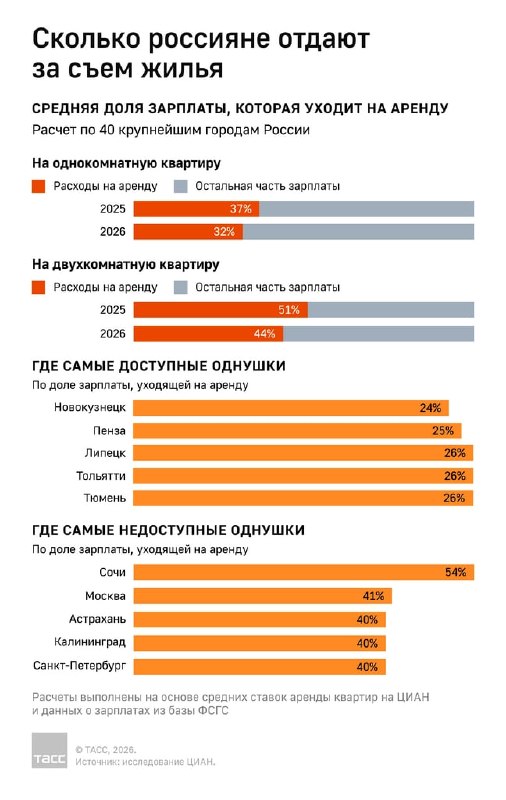 Сколько россияне отдают
за съем жилья
СРЕДНЯЯ ДОЛЯ ЗАРПЛАТЫ, КОТОРАЯ УХОДИТ НА АРЕНДУ
Расчет по 40 крупнейшим городам России
На однокомнатную квартиру
Расходы на аренду Остальная часть зарплаты
2025 37%
2026 32%
На двухкомнатную квартиру
Расходы на аренду Остальная часть зарплаты
2025 51%
2026 44%
ГДЕ САМЫЕ ДОСТУПНЫЕ ОДНУШКИ
По доле зарплаты, уходящей на аренду
Новокузнецк 24%
Пенза 25%
Липецк 26%
Тольятти 26%
Тюмень 26%
ГДЕ САМЫЕ НЕДОСТУПНЫЕ ОДНУШКИ
По доле зарплаты, уходящей на аренду
Сочи 54%
Москва 41%
Астрахань 40%
Калининград 40%
Санкт-Петербург 40%
Расчеты выполнены на основе средних ставок аренды квартир на ЦИАН
и данных о зарплатах из базы ФСГС
ТАСС
© ТАСС, 2026.
Источник: исследование ЦИАН.